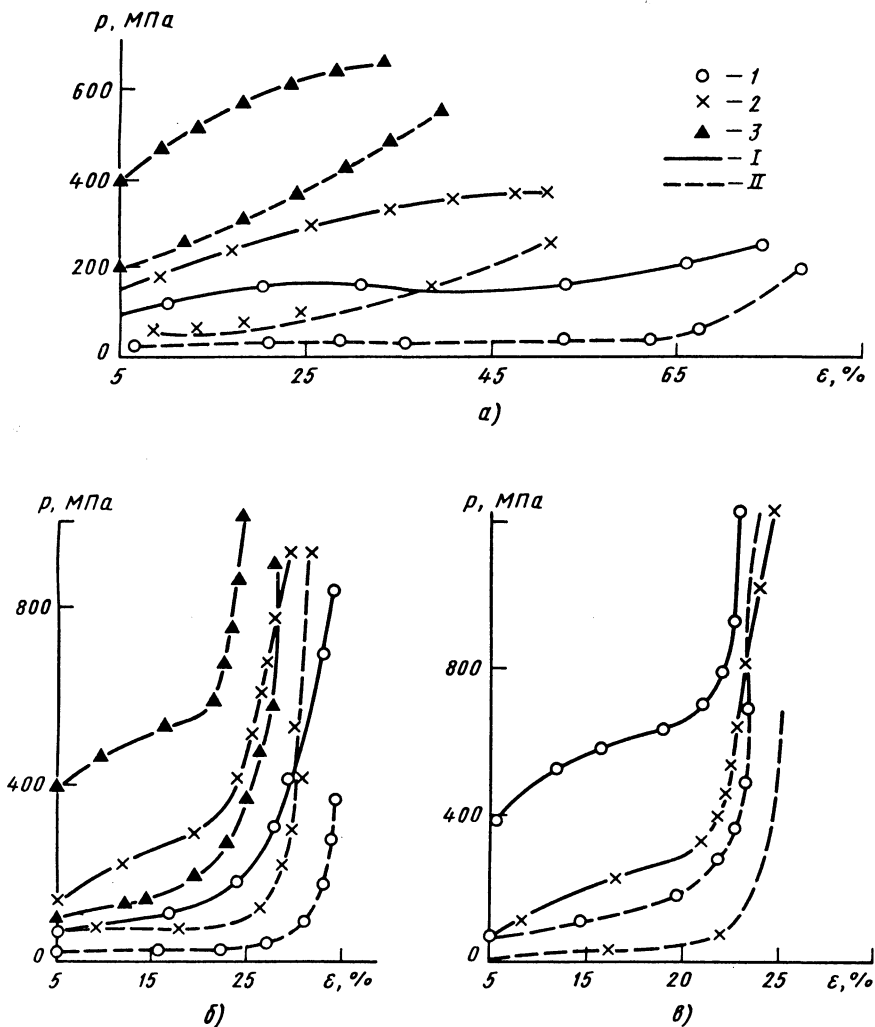 p, МПа
600
400
200
0
○ – 1
× – 2
▲ – 3
— – I
--- – II
5 25 45 65 ε, %
а)
p, МПа
800
400
0
5 15 25 ε, %
б)
p, МПа
800
400
0
5 15 20 25 ε, %
в)